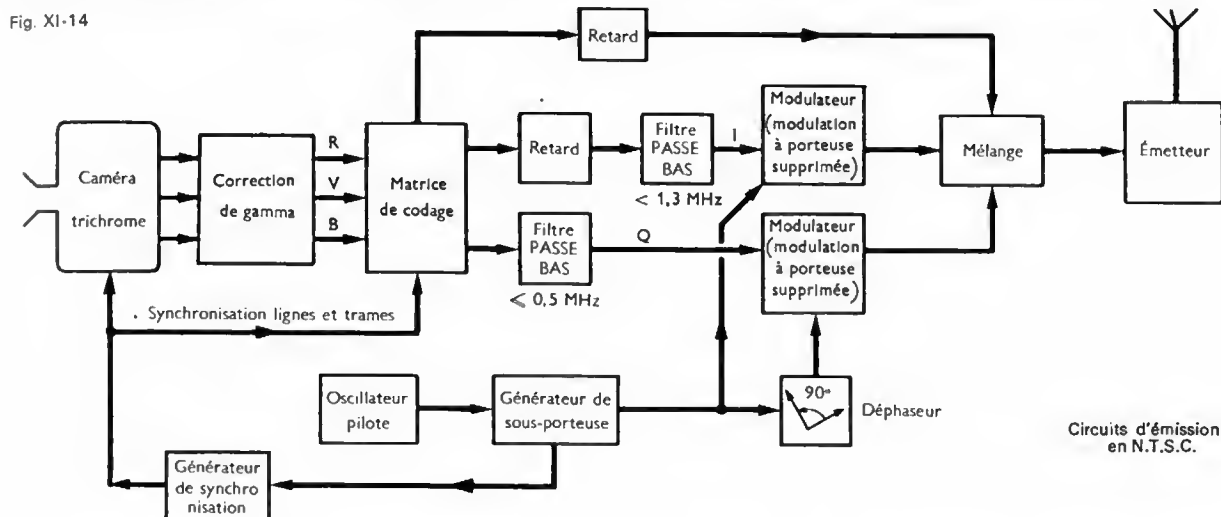 Fig. XI-14
Retard
Caméra
trichrome
Correction
de gamma
R
V
B
Matrice
de codage
Retard
Filtre
PASSE
BAS
< 1,3 MHz
I
Modulateur
(modulation
à porteuse
supprimée)
Mélange
Émetteur
Filtre
PASSE
BAS
< 0,5 MHz
Q
Modulateur
(modulation
à porteuse
supprimée)
Synchronisation lignes et trames
Oscillateur
pilote
Générateur de
sous-porteuse
90°
Déphaseur
Générateur
de synchro
nisation
Circuits d'émission
en N.T.S.C.